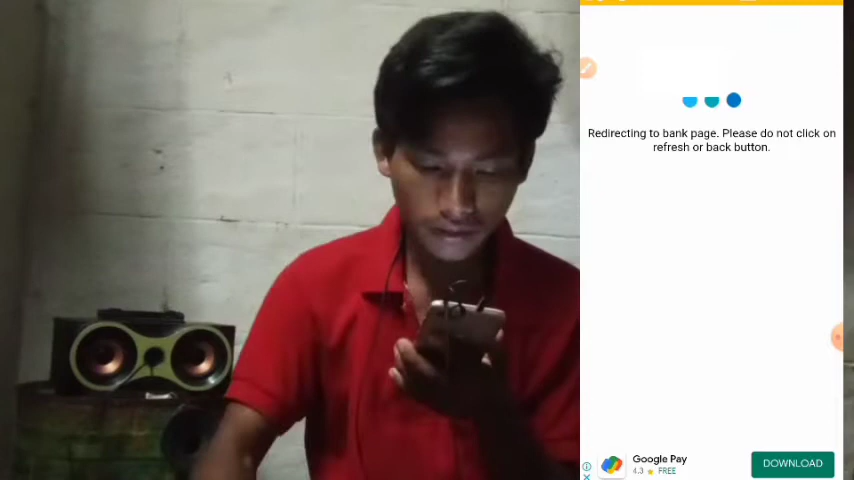 Redirecting to bank page. Please do not click on
refresh or back button.
Google Pay
4.3 ★ FREE
DOWNLOAD